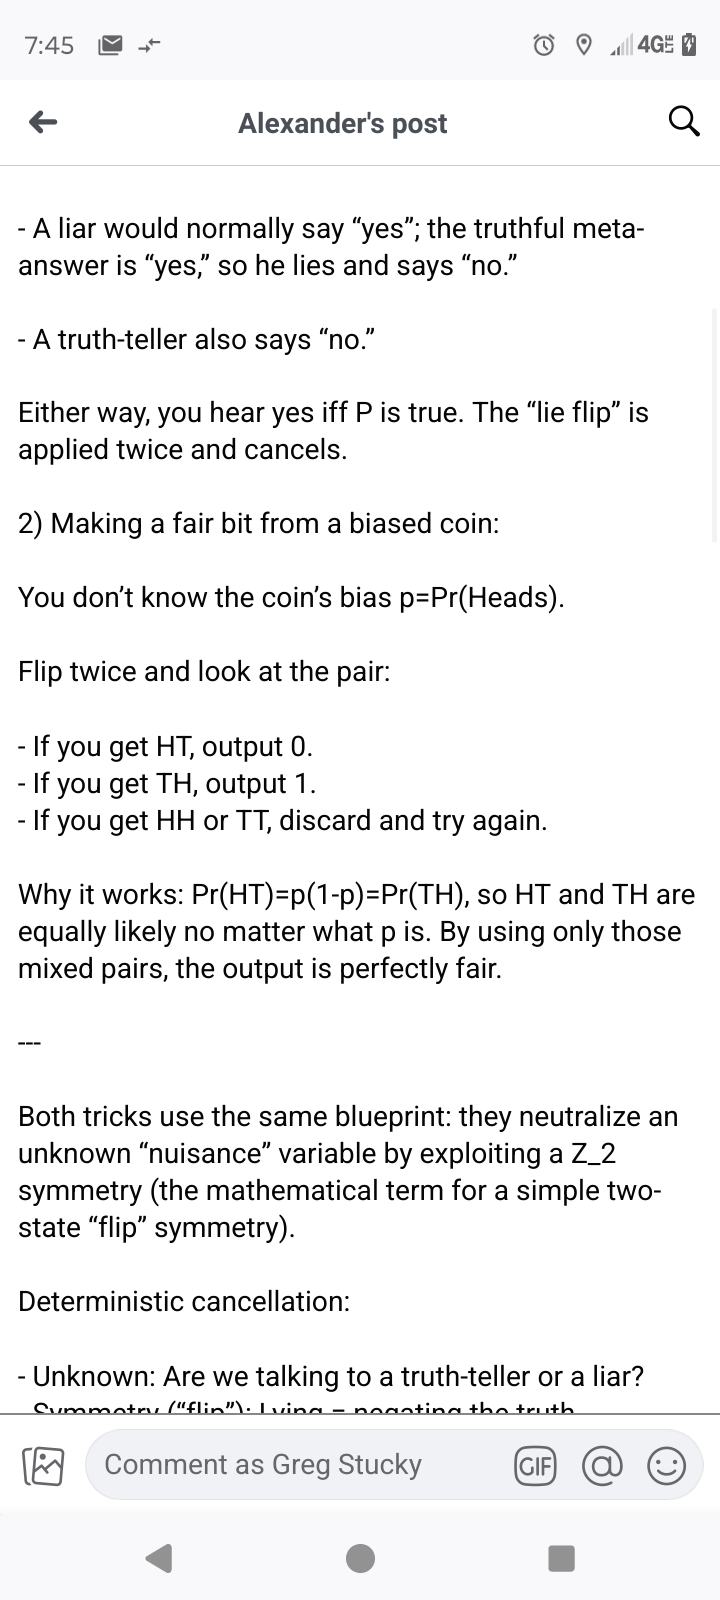 7:45
4G LTE
Alexander's post
- A liar would normally say “yes”; the truthful meta-
answer is “yes,” so he lies and says “no.”
- A truth-teller also says “no.”
Either way, you hear yes iff P is true. The “lie flip” is
applied twice and cancels.
2) Making a fair bit from a biased coin:
You don’t know the coin’s bias p=Pr(Heads).
Flip twice and look at the pair:
- If you get HT, output 0.
- If you get TH, output 1.
- If you get HH or TT, discard and try again.
Why it works: Pr(HT)=p(1-p)=Pr(TH), so HT and TH are
equally likely no matter what p is. By using only those
mixed pairs, the output is perfectly fair.
---
Both tricks use the same blueprint: they neutralize an
unknown “nuisance” variable by exploiting a Z_2
symmetry (the mathematical term for a simple two-
state “flip” symmetry).
Deterministic cancellation:
- Unknown: Are we talking to a truth-teller or a liar?
- Symmetry (“flip”): Lying = negating the truth
Comment as Greg Stucky
GIF
@